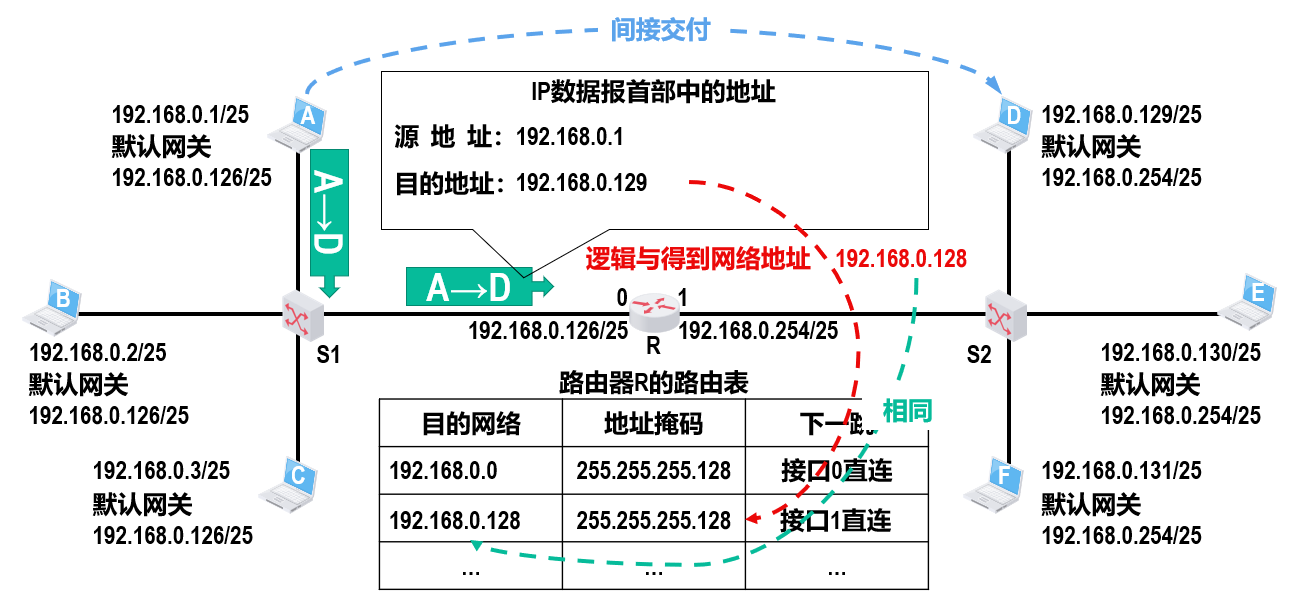 间接交付
IP数据报首部中的地址
源 地 址：192.168.0.1
目的地址：192.168.0.129
A
192.168.0.1/25
默认网关
192.168.0.126/25
D
192.168.0.129/25
默认网关
192.168.0.254/25
A→D
逻辑与得到网络地址 192.168.0.128
A→D
B
192.168.0.2/25
默认网关
192.168.0.126/25
S1
0
1
192.168.0.126/25
192.168.0.254/25
R
S2
E
192.168.0.130/25
默认网关
192.168.0.254/25
C
192.168.0.3/25
默认网关
192.168.0.126/25
F
192.168.0.131/25
默认网关
192.168.0.254/25
路由器R的路由表
相同
目的网络 地址掩码 下一跳
192.168.0.0 255.255.255.128 接口0直连
192.168.0.128 255.255.255.128 接口1直连
… … …